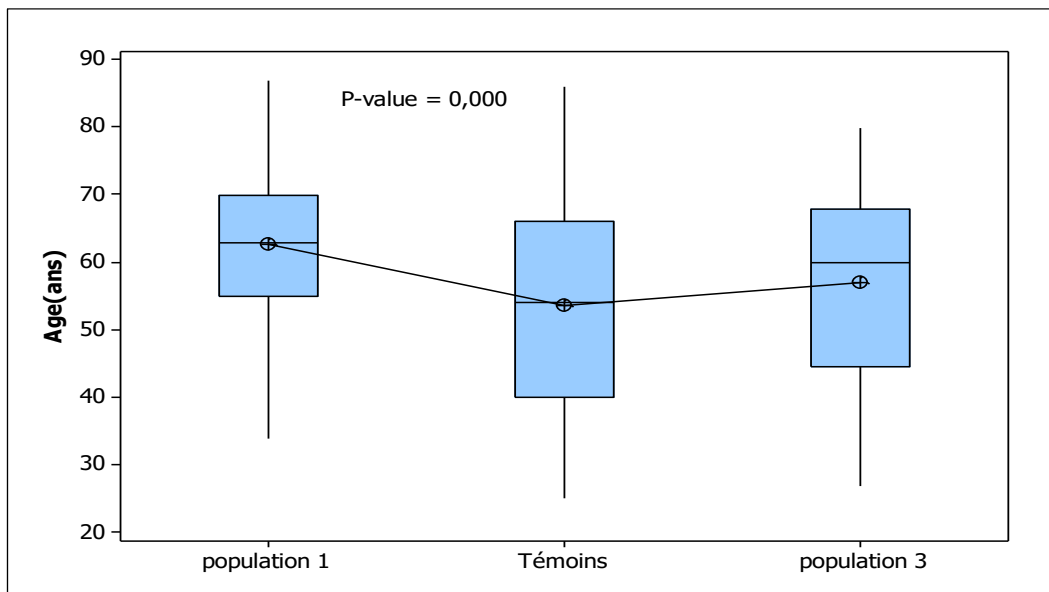 90
P-value = 0,000
80
70
60
50
40
30
20
Age(ans)
population 1
Témoins
population 3